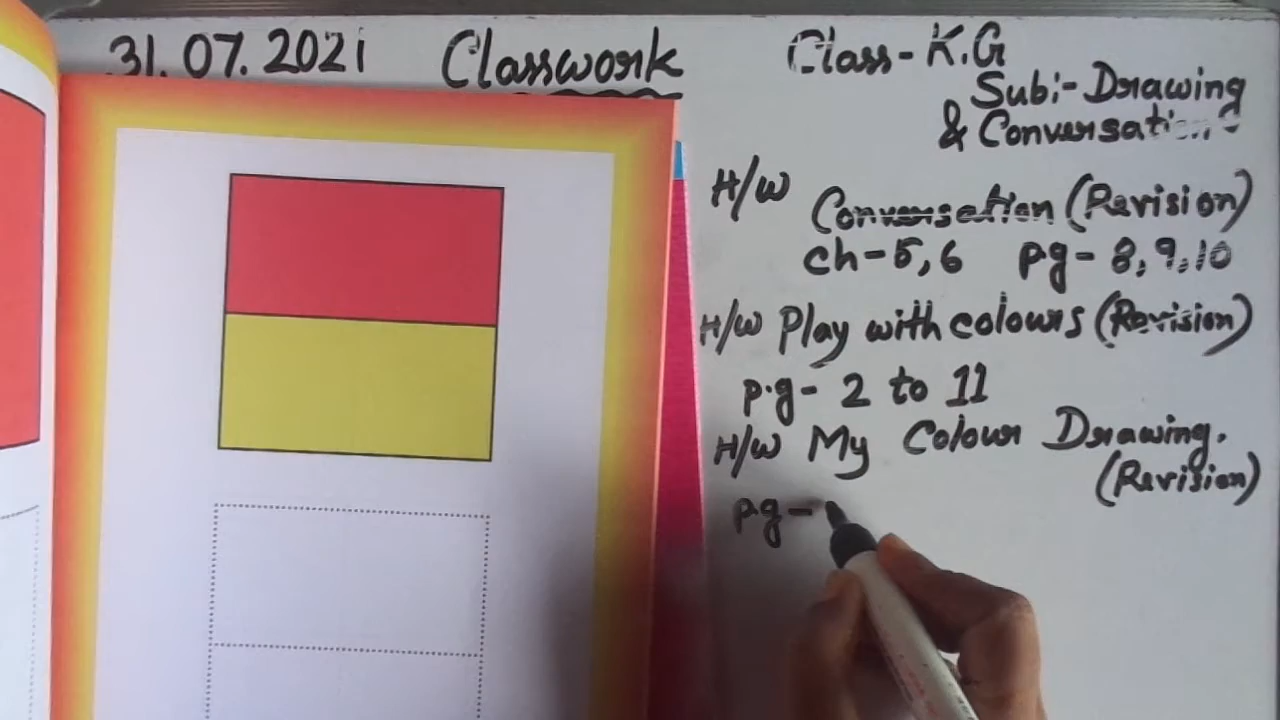 31.07.2021 Classwork Class-K.G
Sub:- Drawing
& Conversation
H/W Conversation (Revision)
ch-5,6 pg-8,9,10
H/W Play with colours (Revision)
p.g- 2 to 11
H/W My Colour Drawing.
(Revision)
p.g-